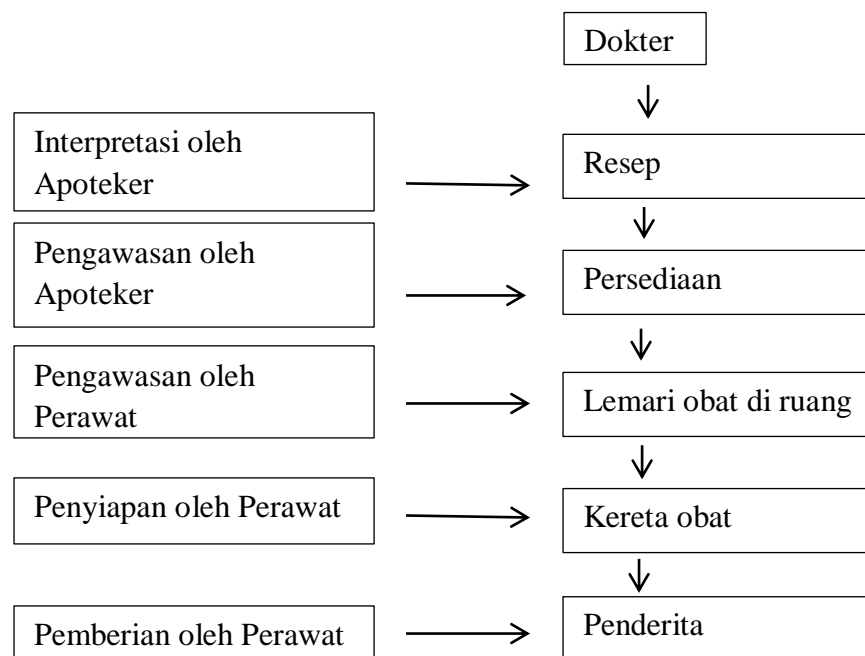 Dokter
Interpretasi oleh
Apoteker
Resep
Pengawasan oleh
Apoteker
Persediaan
Pengawasan oleh
Perawat
Lemari obat di ruang
Penyiapan oleh Perawat
Kereta obat
Pemberian oleh Perawat
Penderita